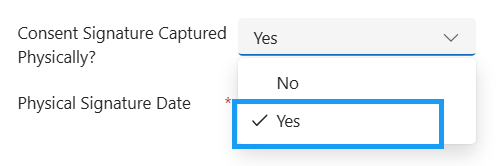 Consent Signature Captured
Physically?
Yes
No
Physical Signature Date *
Yes